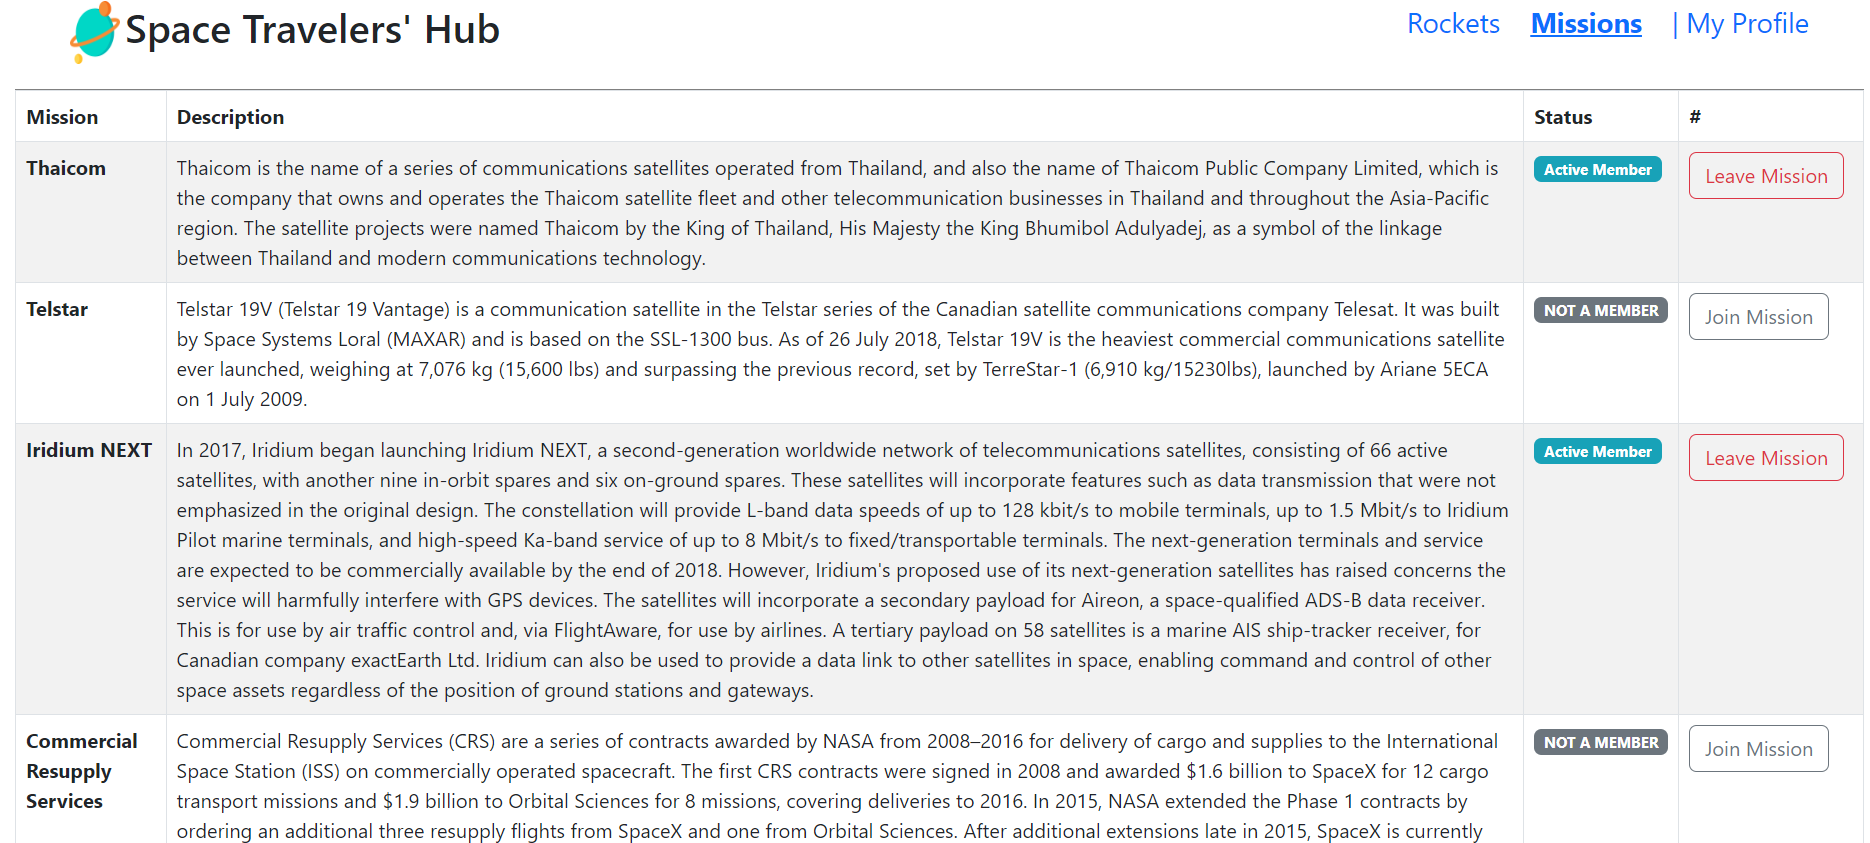 Space Travelers' Hub
Rockets Missions | My Profile
Mission Description Status #
Thaicom
Thaicom is the name of a series of communications satellites operated from Thailand, and also the name of Thaicom Public Company Limited, which is
the company that owns and operates the Thaicom satellite fleet and other telecommunication businesses in Thailand and throughout the Asia-Pacific
region. The satellite projects were named Thaicom by the King of Thailand, His Majesty the King Bhumibol Adulyadej, as a symbol of the linkage
between Thailand and modern communications technology.
Active Member
Leave Mission
Telstar
Telstar 19V (Telstar 19 Vantage) is a communication satellite in the Telstar series of the Canadian satellite communications company Telesat. It was built
by Space Systems Loral (MAXAR) and is based on the SSL-1300 bus. As of 26 July 2018, Telstar 19V is the heaviest commercial communications satellite
ever launched, weighing at 7,076 kg (15,600 lbs) and surpassing the previous record, set by TerreStar-1 (6,910 kg/15230lbs), launched by Ariane 5ECA
on 1 July 2009.
NOT A MEMBER
Join Mission
Iridium NEXT
In 2017, Iridium began launching Iridium NEXT, a second-generation worldwide network of telecommunications satellites, consisting of 66 active
satellites, with another nine in-orbit spares and six on-ground spares. These satellites will incorporate features such as data transmission that were not
emphasized in the original design. The constellation will provide L-band data speeds of up to 128 kbit/s to mobile terminals, up to 1.5 Mbit/s to Iridium
Pilot marine terminals, and high-speed Ka-band service of up to 8 Mbit/s to fixed/transportable terminals. The next-generation terminals and service
are expected to be commercially available by the end of 2018. However, Iridium's proposed use of its next-generation satellites has raised concerns the
service will harmfully interfere with GPS devices. The satellites will incorporate a secondary payload for Aireon, a space-qualified ADS-B data receiver.
This is for use by air traffic control and, via FlightAware, for use by airlines. A tertiary payload on 58 satellites is a marine AIS ship-tracker receiver, for
Canadian company exactEarth Ltd. Iridium can also be used to provide a data link to other satellites in space, enabling command and control of other
space assets regardless of the position of ground stations and gateways.
Active Member
Leave Mission
Commercial
Resupply
Services
Commercial Resupply Services (CRS) are a series of contracts awarded by NASA from 2008–2016 for delivery of cargo and supplies to the International
Space Station (ISS) on commercially operated spacecraft. The first CRS contracts were signed in 2008 and awarded $1.6 billion to SpaceX for 12 cargo
transport missions and $1.9 billion to Orbital Sciences for 8 missions, covering deliveries to 2016. In 2015, NASA extended the Phase 1 contracts by
ordering an additional three resupply flights from SpaceX and one from Orbital Sciences. After additional extensions late in 2015, SpaceX is currently
NOT A MEMBER
Join Mission